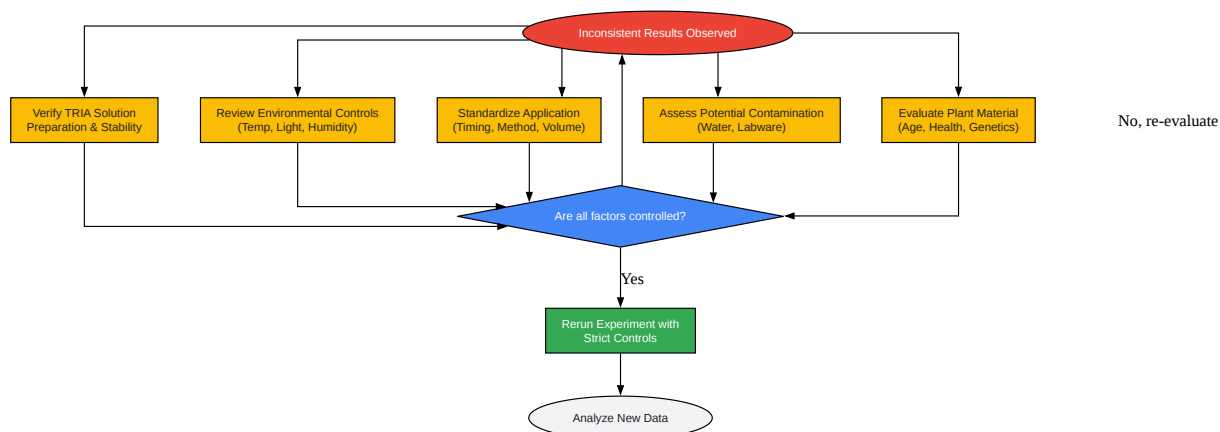 Inconsistent Results Observed
Verify TRIA Solution
Preparation & Stability
Review Environmental Controls
(Temp, Light, Humidity)
Standardize Application
(Timing, Method, Volume)
Assess Potential Contamination
(Water, Labware)
Evaluate Plant Material
(Age, Health, Genetics)
No, re-evaluate
Are all factors controlled?
Yes
Rerun Experiment with
Strict Controls
Analyze New Data